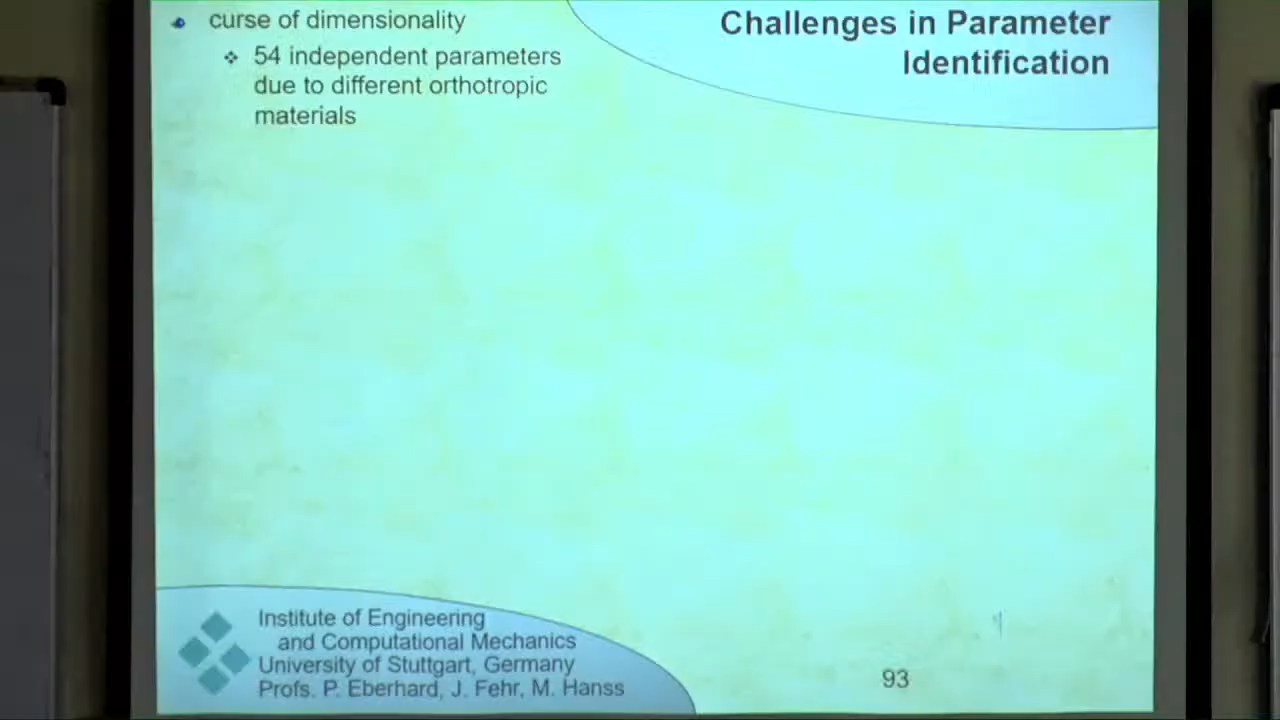 Challenges in Parameter
Identification
curse of dimensionality
54 independent parameters
due to different orthotropic
materials
Institute of Engineering
and Computational Mechanics
University of Stuttgart, Germany
Profs. P. Eberhard, J. Fehr, M. Hanss
93